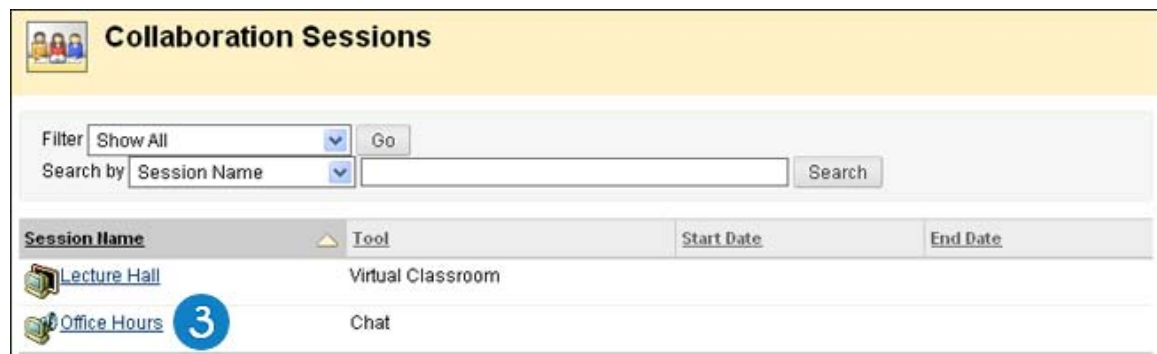 Collaboration Sessions
Filter Show All Go
Search by Session Name Search
Session Name Tool Start Date End Date
Lecture Hall Virtual Classroom
Office Hours 3 Chat